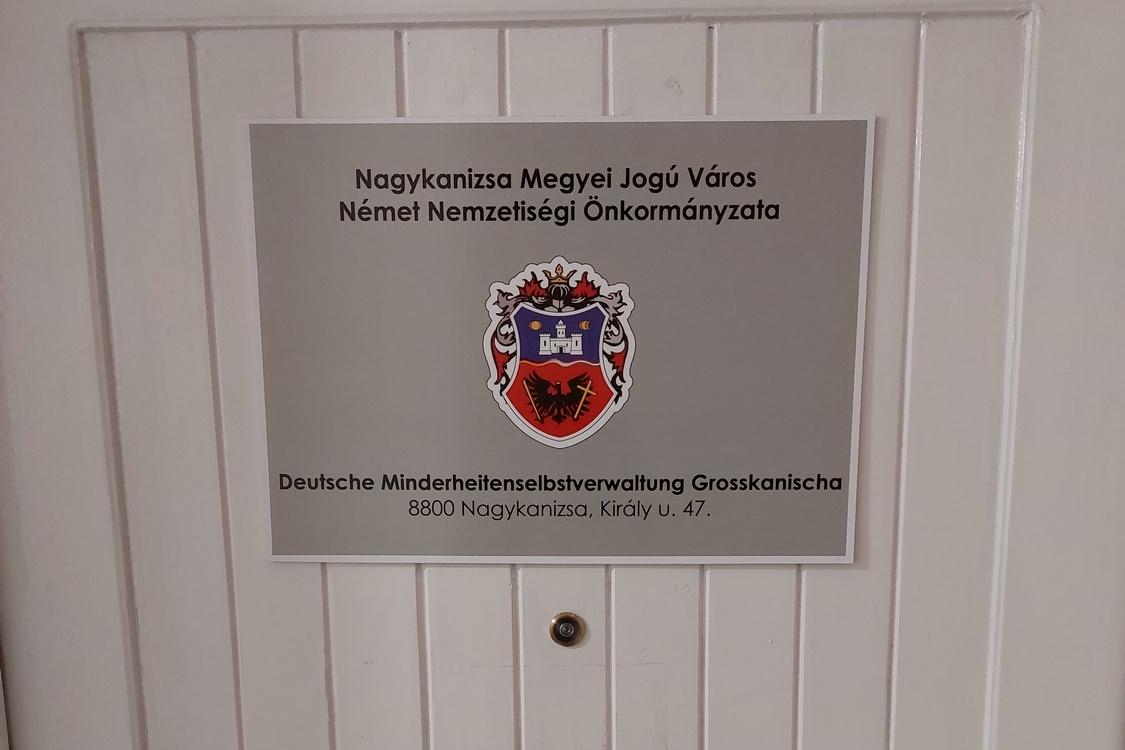 Nagykanizsa Megyei Jogú Város
Német Nemzetiségi Önkormányzata
Deutsche Minderheitenselbstverwaltung Grosskanischa
8800 Nagykanizsa, Király u. 47.